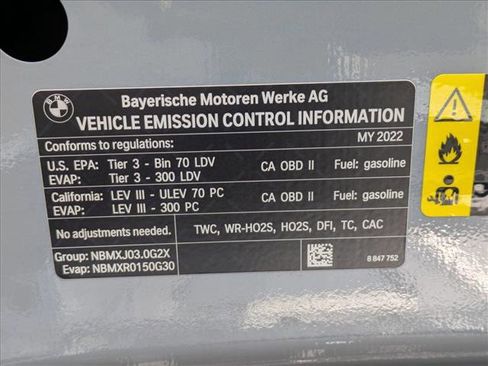 BMW
Bayerische Motoren Werke AG
VEHICLE EMISSION CONTROL INFORMATION
Conforms to regulations: MY 2022
U.S. EPA: Tier 3 - Bin 70 LDV CA OBD II Fuel: gasoline
EVAP: Tier 3 - 300 LDV
California: LEV III - ULEV 70 PC CA OBD II Fuel: gasoline
EVAP: LEV III - 300 PC
No adjustments needed. TWC, WR-HO2S, HO2S, DFI, TC, CAC
Group: NBMXJ03.0G2X
Evap: NBMXR0150G30 8 847 752